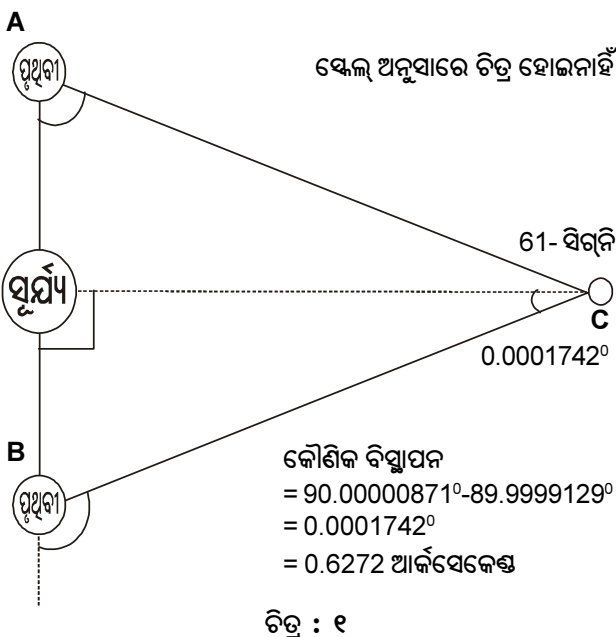 A
ପୃଥିବୀ
ସ୍କେଲ୍ ଅନୁସାରେ ଚିତ୍ର ହୋଇନାହିଁ
61- ସିଗ୍ନି
ସୂର୍ଯ୍ୟ
C
0.0001742⁰
B
ପୃଥିବୀ
କୌଣିକ ବିସ୍ଥାପନ
= 90.00000871⁰-89.9999129⁰
= 0.0001742⁰
= 0.6272 ଆର୍କସେକେଣ୍ଡ
ଚିତ୍ର : ୧